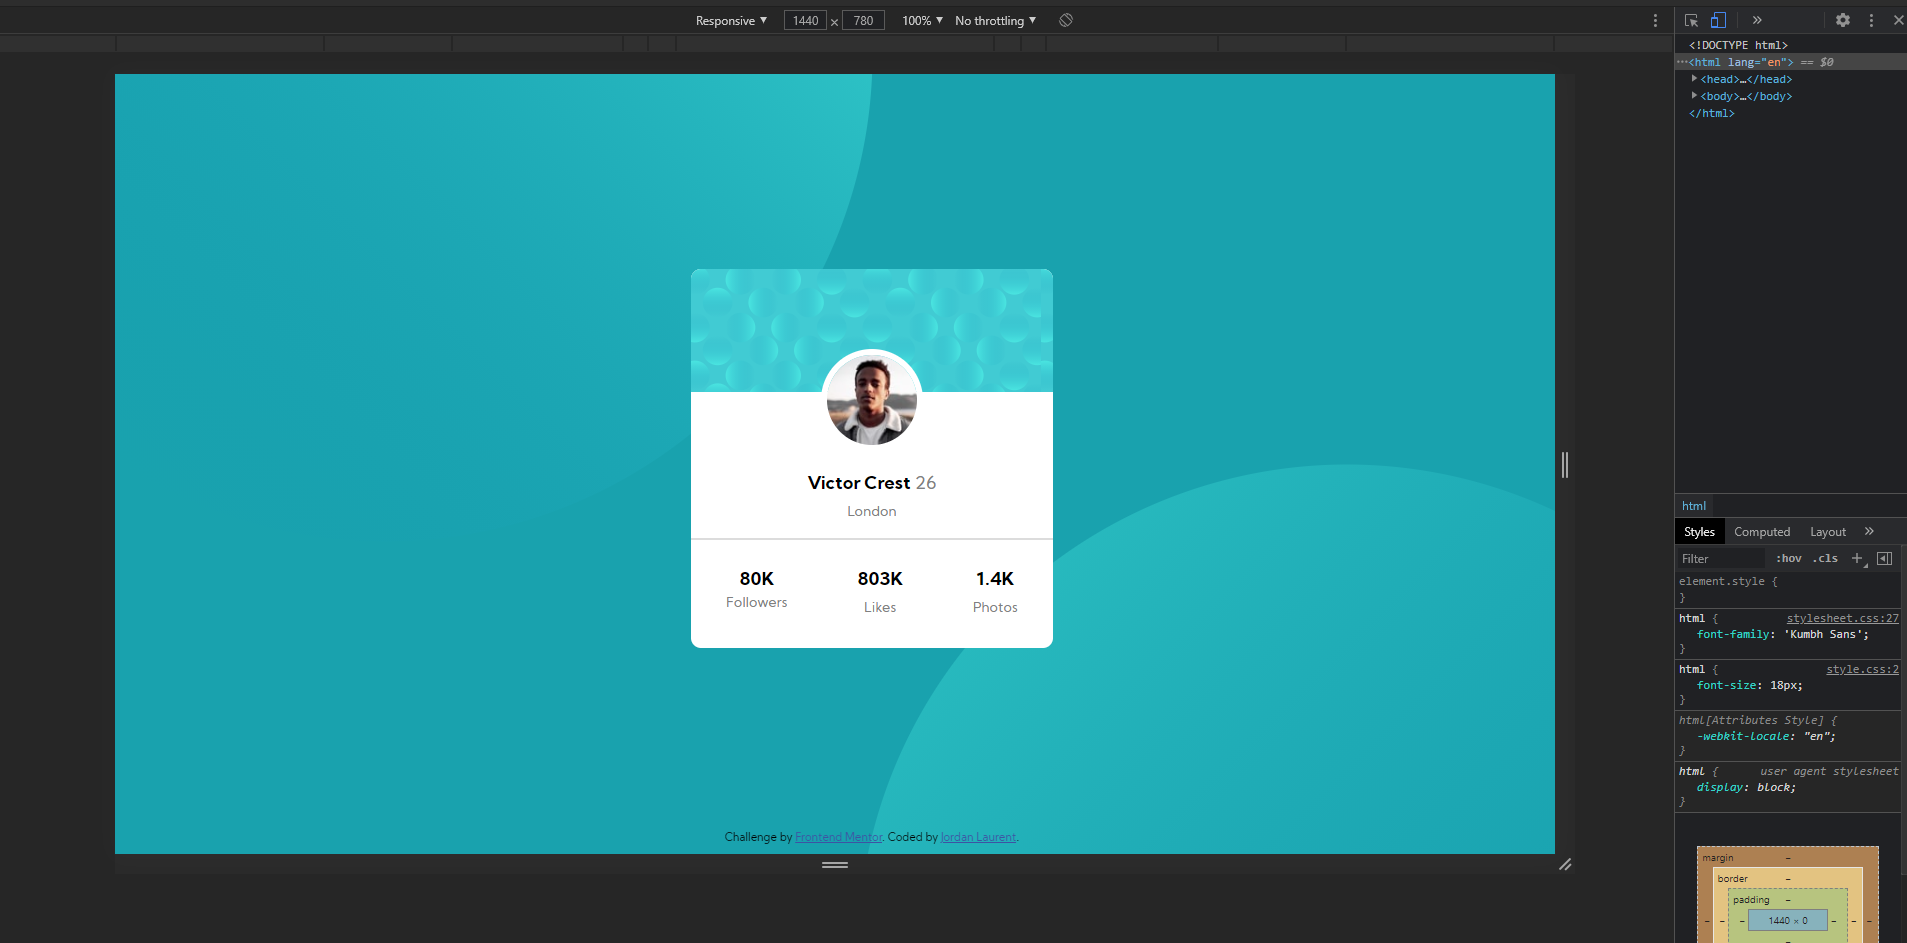 Responsive ▼ 1440 × 780 100% ▼ No throttling ▼
<!DOCTYPE html>
⋯<html lang="en"> == $0
<head>…</head>
<body>…</body>
</html>
Victor Crest 26
London
80K 803K 1.4K
Followers Likes Photos
Challenge by Frontend Mentor. Coded by Jordan Laurent.
html
Styles Computed Layout »
Filter :hov .cls +
element.style {
}
html { stylesheet.css:27
font-family: 'Kumbh Sans';
}
html { style.css:2
font-size: 18px;
}
html[Attributes Style] {
-webkit-locale: "en";
}
html { user agent stylesheet
display: block;
}
margin –
border –
padding –
– – – 1440 × 0 – – –